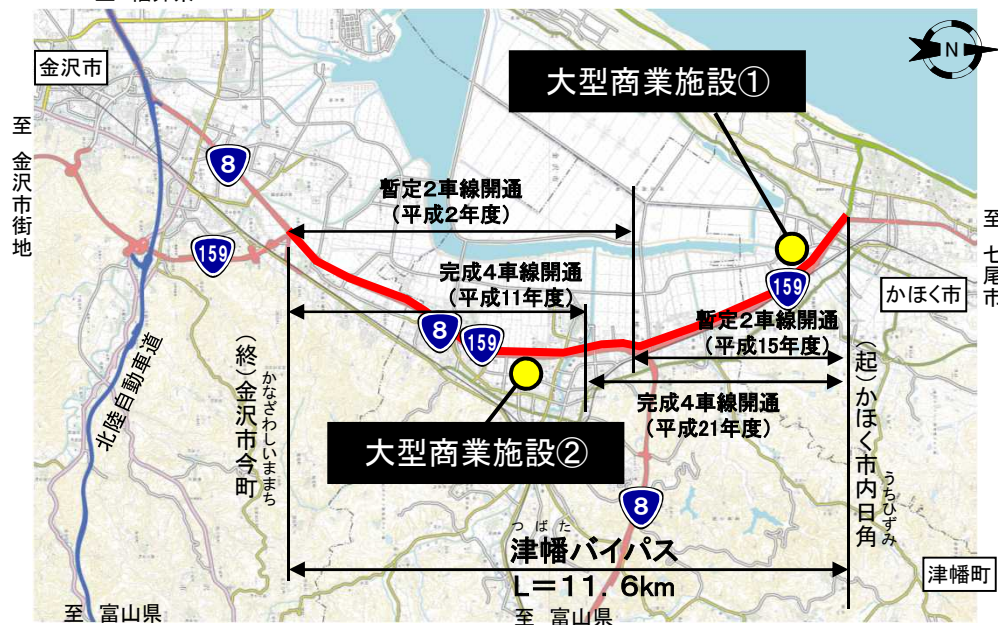 金沢市
N
大型商業施設①
至 金沢市街地
8
暫定2車線開通
(平成2年度)
至 七尾市
159
完成4車線開通
(平成11年度)
159
かほく市
8
159
暫定2車線開通
(平成15年度)
北陸自動車道
(終)金沢市今町
かなざわしいままち
完成4車線開通
(平成21年度)
(起)かほく市内日角
うちひずみ
大型商業施設②
8
つばた
津幡バイパス
L=11.6km
津幡町
至 富山県
至 富山県